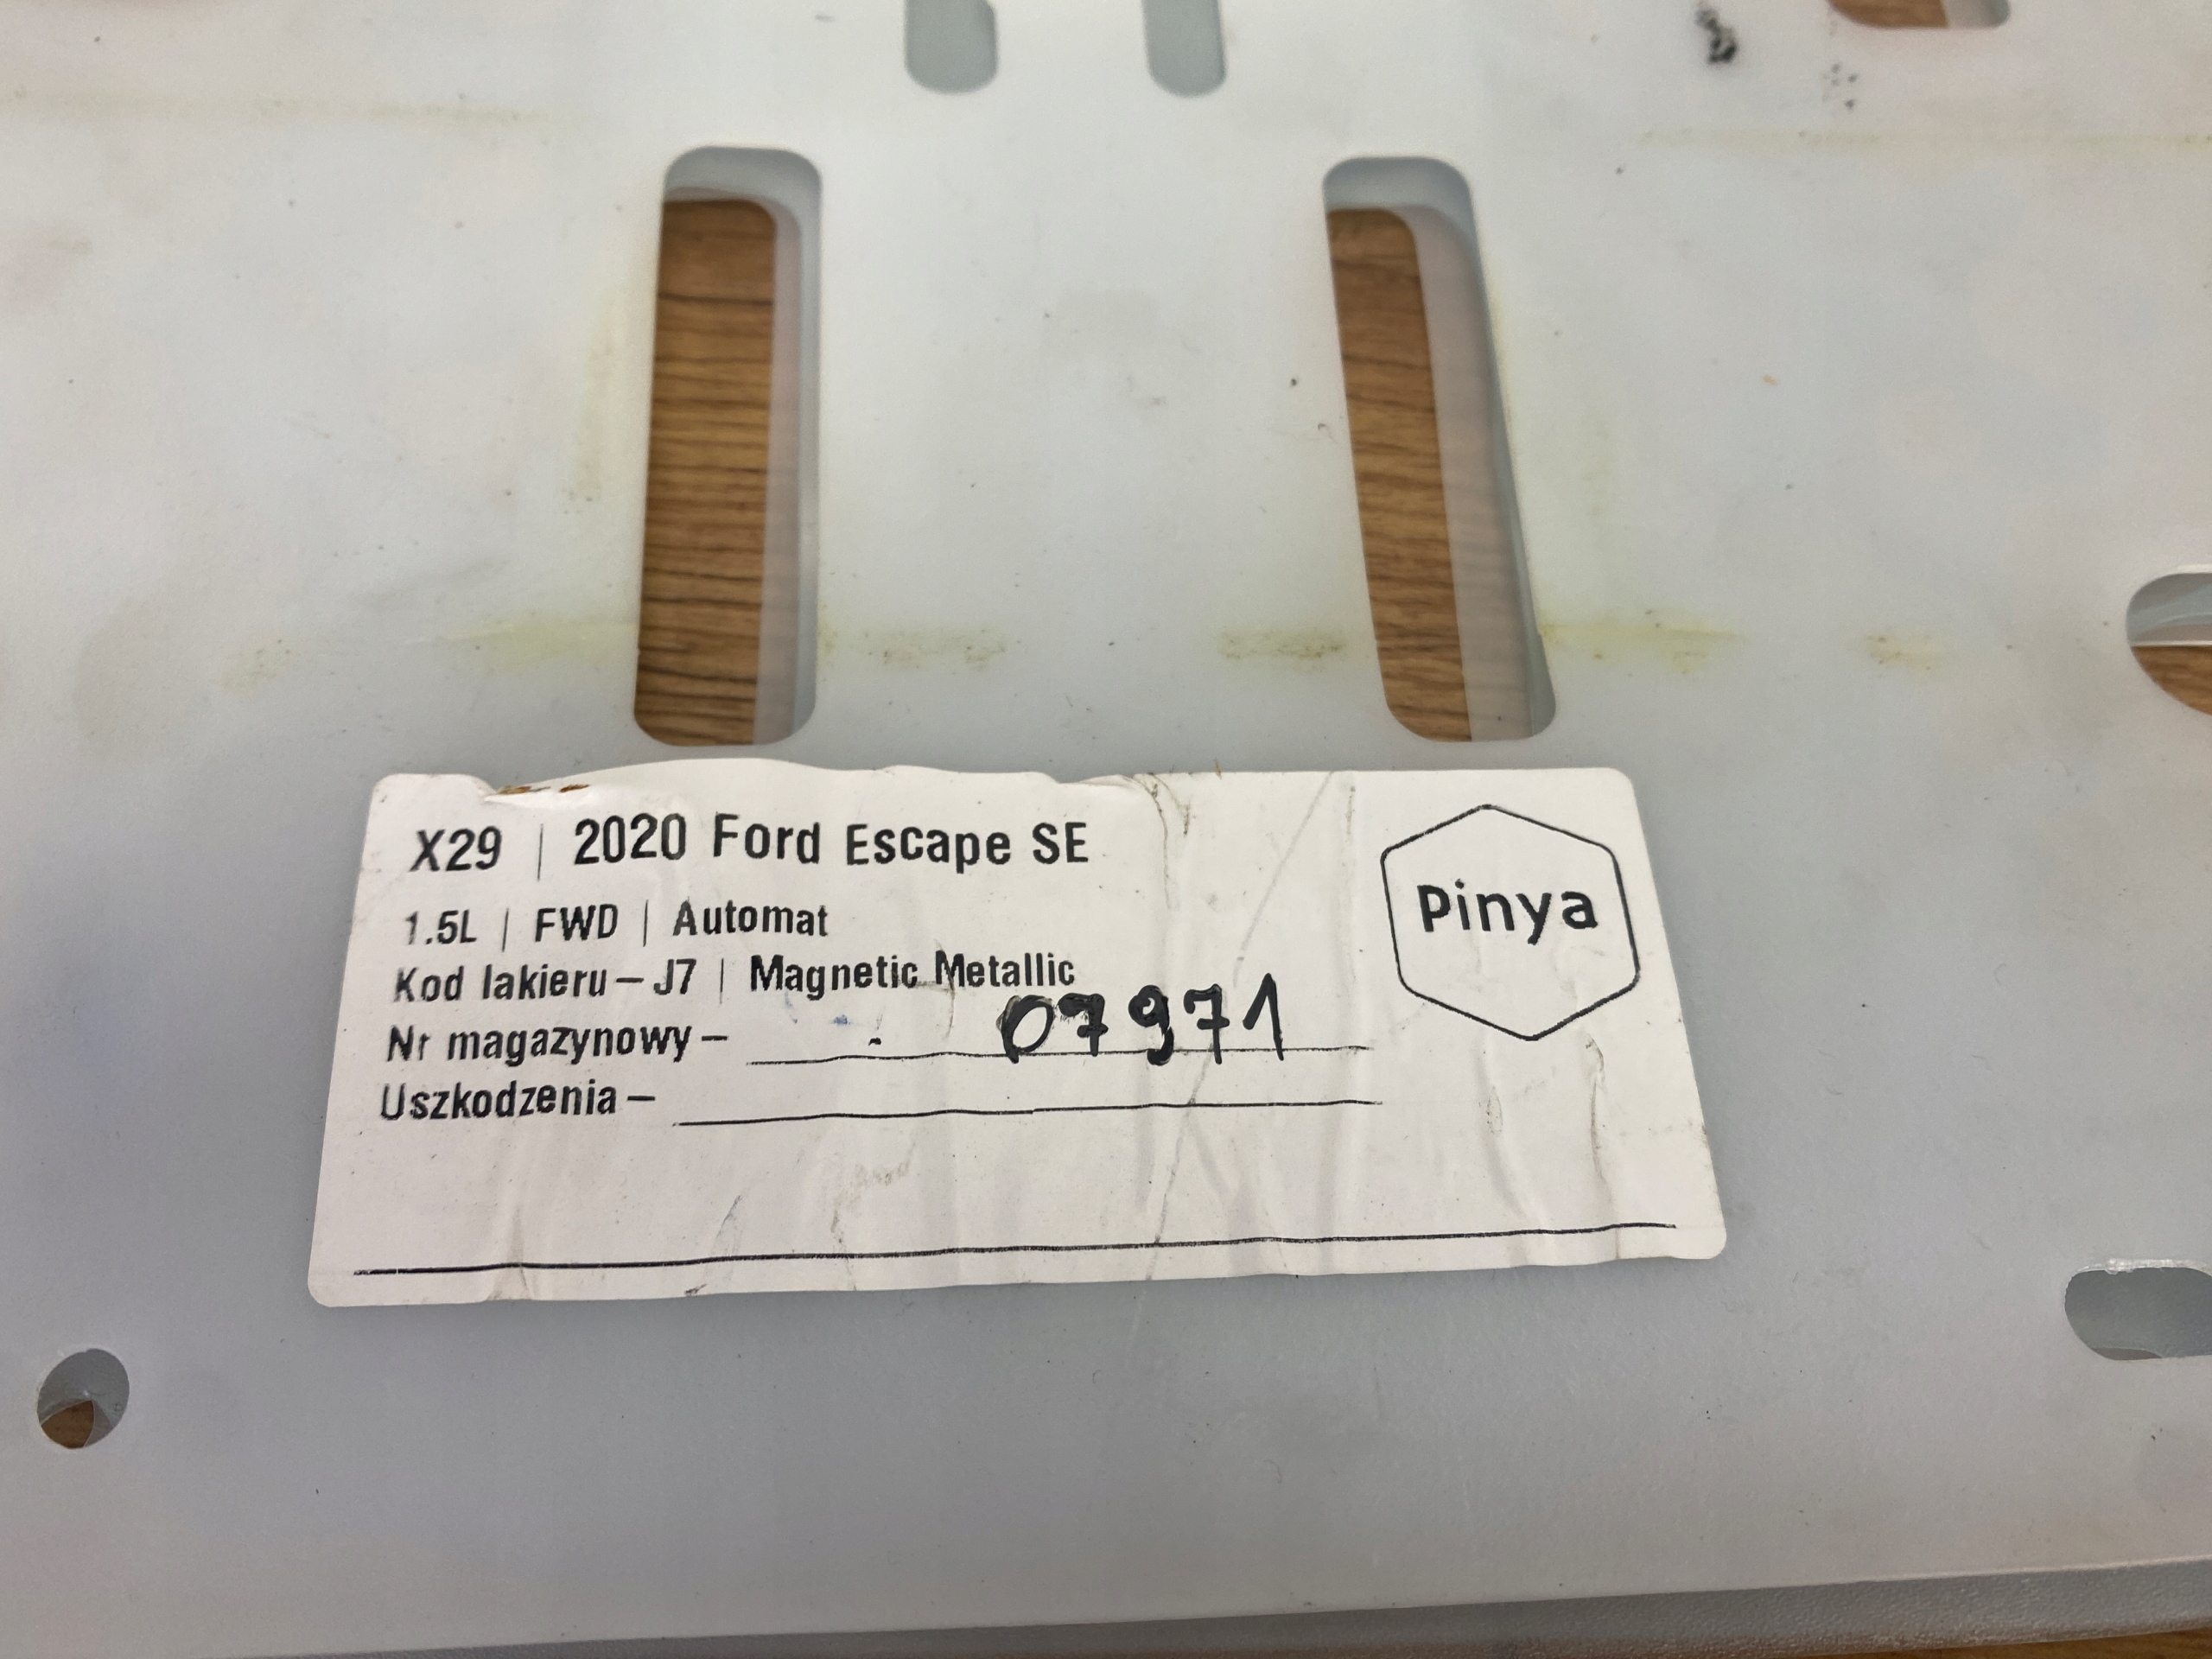 X29 | 2020 Ford Escape SE
1.5L | FWD | Automat
Kod lakieru – J7 | Magnetic Metallic
Nr magazynowy – 07971
Uszkodzenia –
Pinya